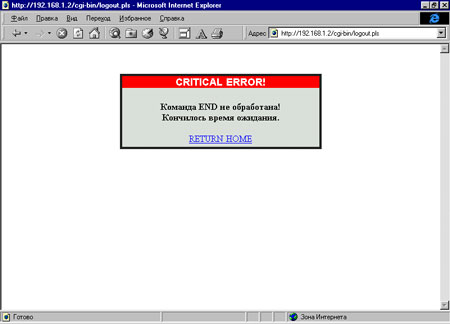 http://192.168.1.2/cgi-bin/logout.pls - Microsoft Internet Explorer
Файл Правка Вид Переход Избранное Справка
Адрес http://192.168.1.2/cgi-bin/logout.pls
CRITICAL ERROR!
Команда END не обработана!
Кончилось время ожидания.
RETURN HOME
Готово Зона Интернета